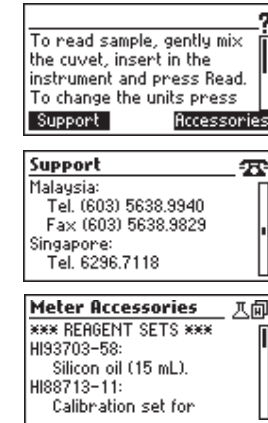 ?
To read sample, gently mix
the cuvet, insert in the
instrument and press Read.
To change the units press
Support Accessories
Support
Malaysia:
Tel. (603) 5638.9940
Fax (603) 5638.9829
Singapore:
Tel. 6296.7118
Meter Accessories
*** REAGENT SETS ***
HI93703-58:
Silicon oil (15 mL).
HI88713-11:
Calibration set for